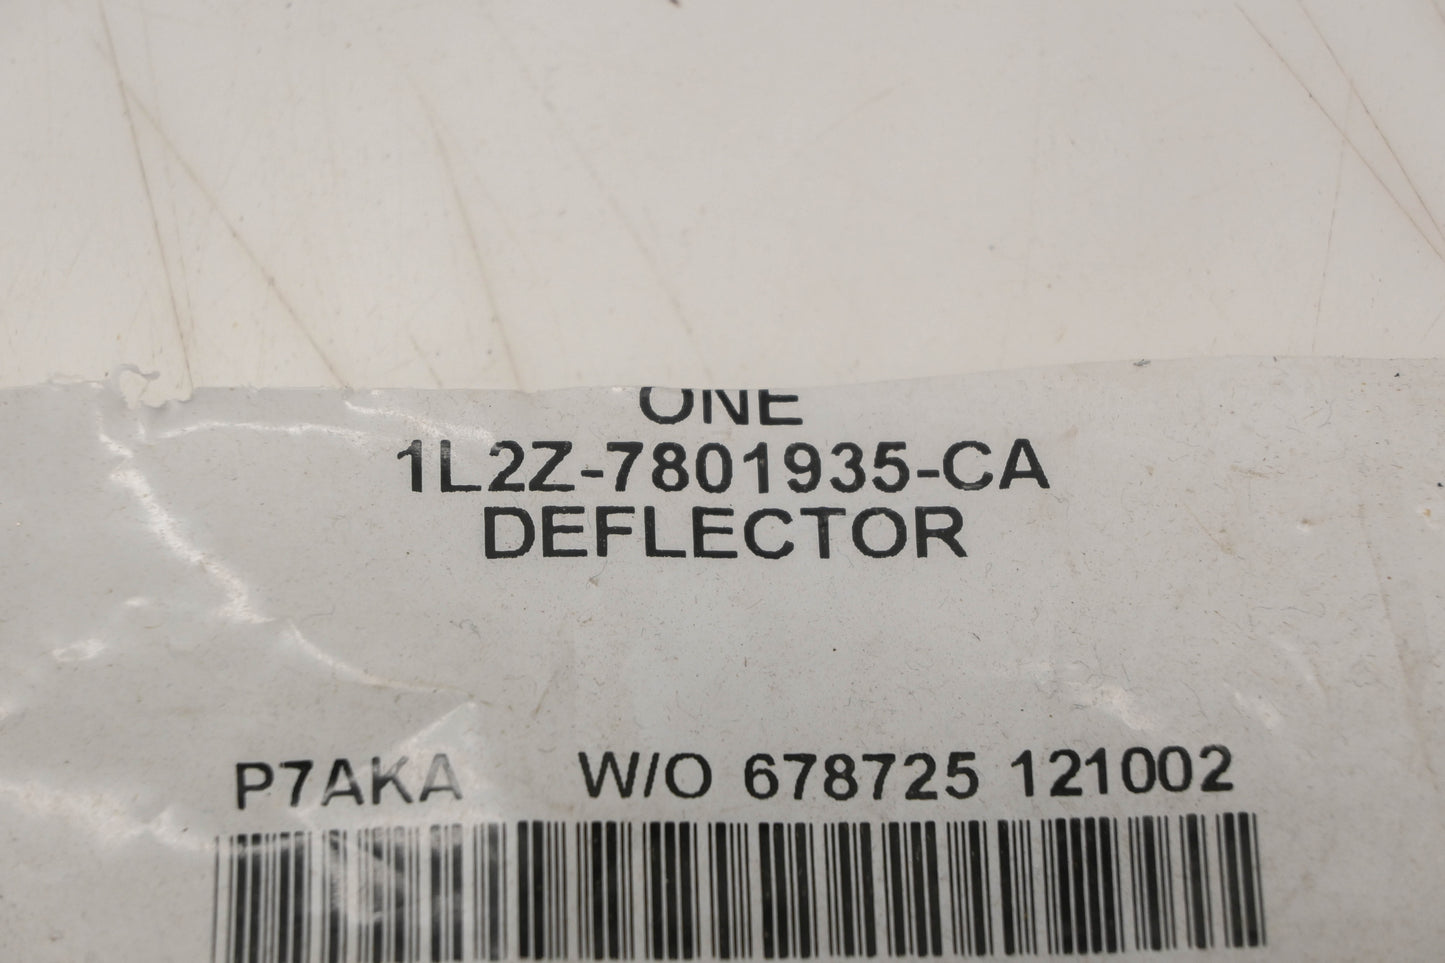 ONE
1L2Z-7801935-CA
DEFLECTOR
P7AKA W/O 678725 121002